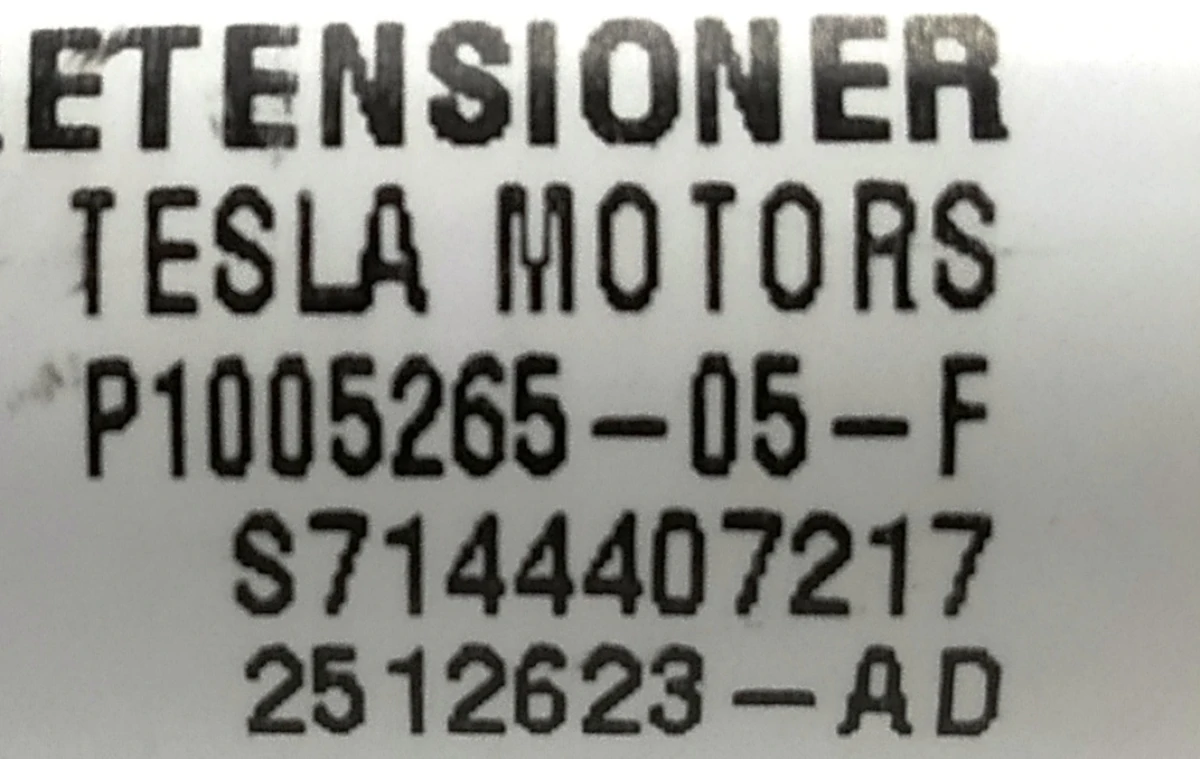 ETENSIONER
TESLA MOTORS
P1005265-05-F
S7144407217
2512623-AD